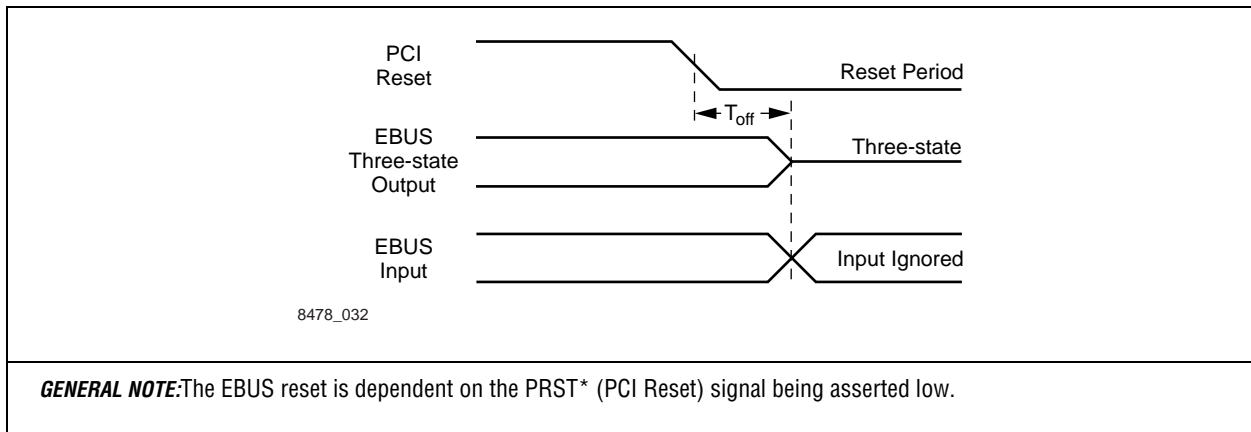 PCI
Reset
Reset Period
Toff
EBUS
Three-state
Output
Three-state
EBUS
Input
Input Ignored
8478_032
GENERAL NOTE:The EBUS reset is dependent on the PRST* (PCI Reset) signal being asserted low.